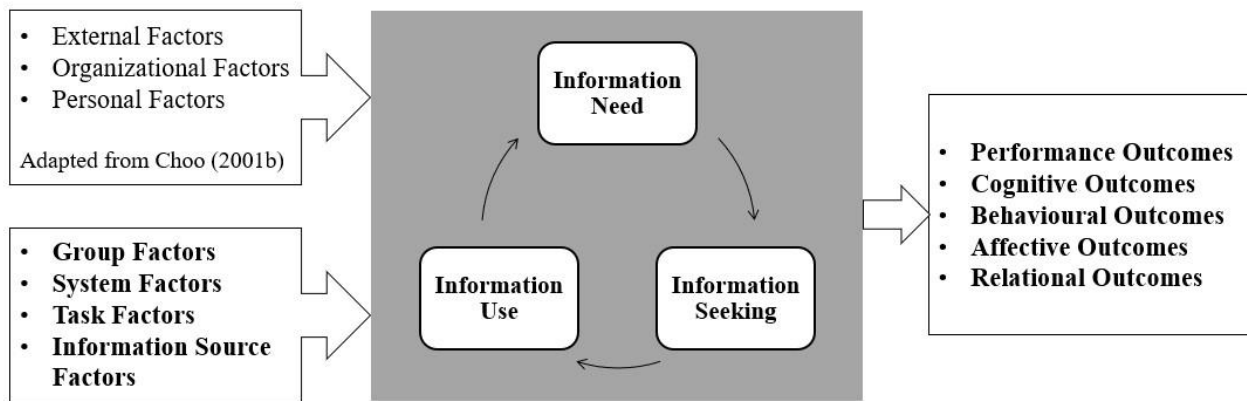 • External Factors
• Organizational Factors
• Personal Factors
Adapted from Choo (2001b)
• Group Factors
• System Factors
• Task Factors
• Information Source
Factors
Information
Need
Information
Use
Information
Seeking
• Performance Outcomes
• Cognitive Outcomes
• Behavioural Outcomes
• Affective Outcomes
• Relational Outcomes